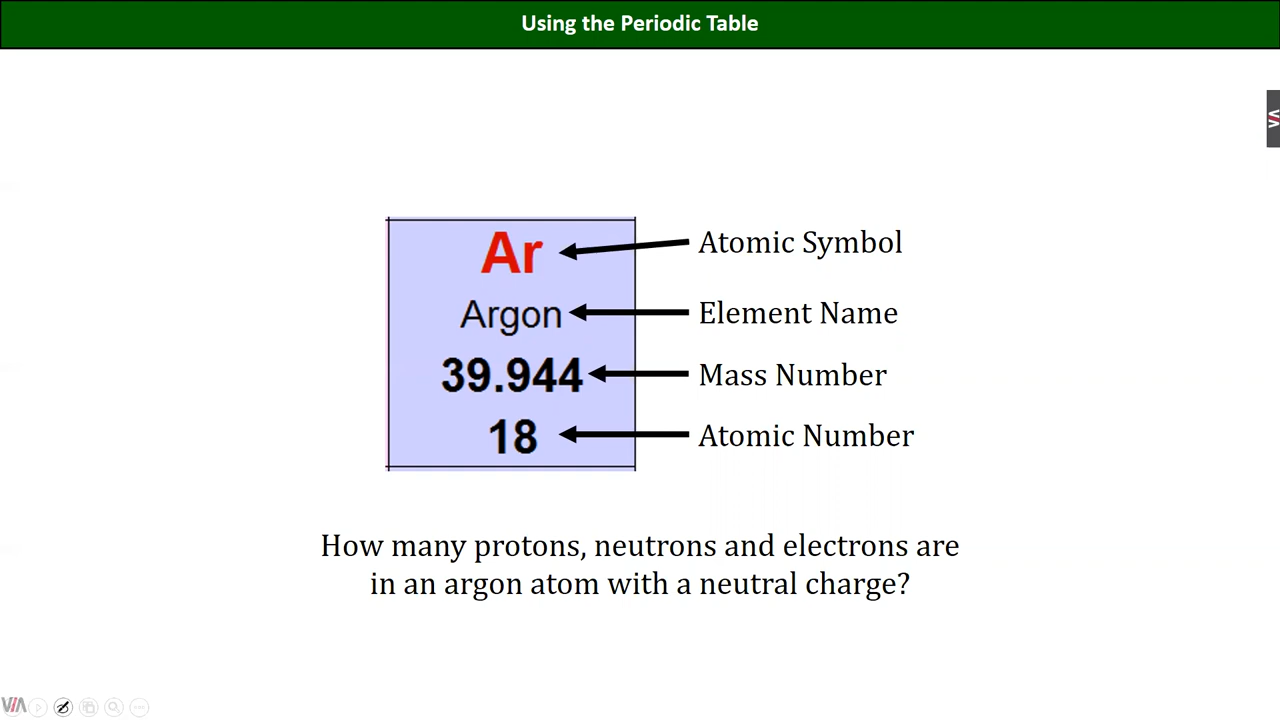 Using the Periodic Table
Ar
Atomic Symbol
Argon
Element Name
39.944
Mass Number
18
Atomic Number
How many protons, neutrons and electrons are
in an argon atom with a neutral charge?
VIA